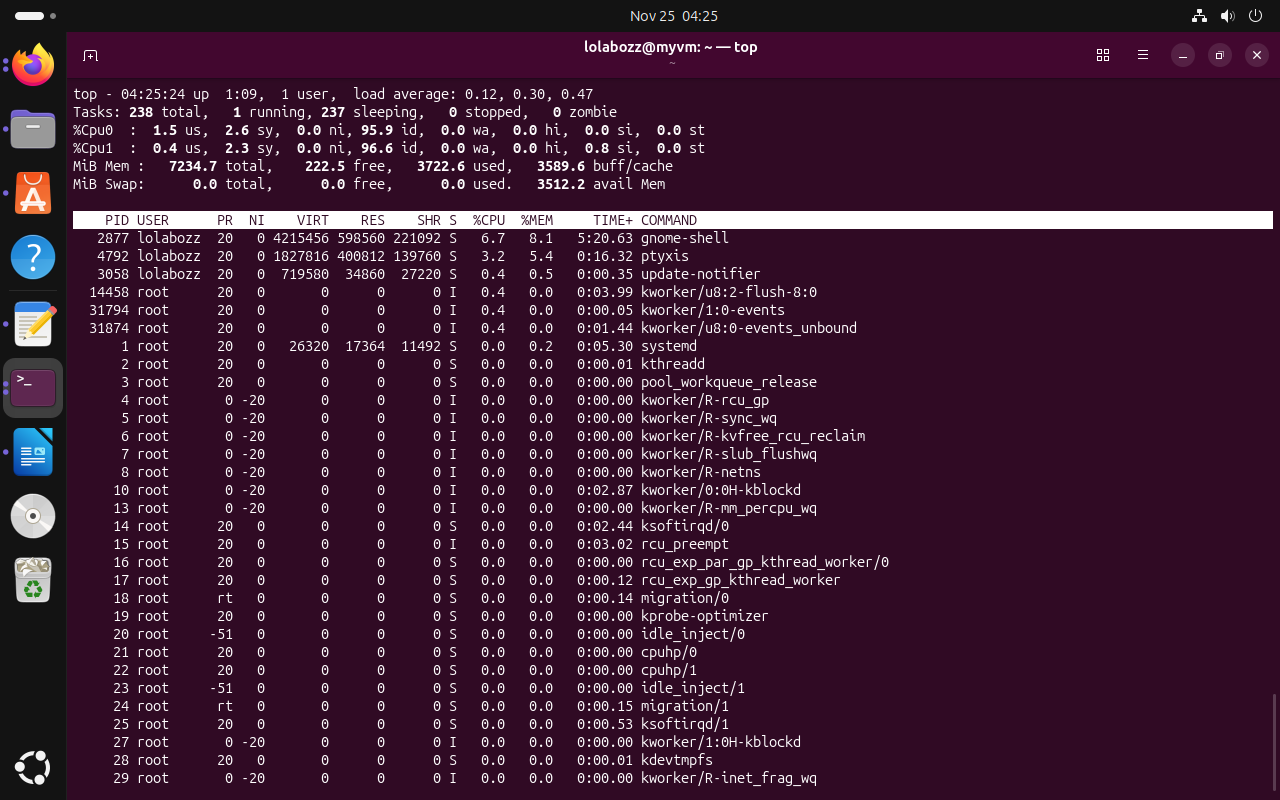 Nov 25  04:25
lolabozz@myvm: ~ — top
~
top - 04:25:24 up  1:09,  1 user,  load average: 0.12, 0.30, 0.47
Tasks: 238 total,   1 running, 237 sleeping,   0 stopped,   0 zombie
%Cpu0  :  1.5 us,  2.6 sy,  0.0 ni, 95.9 id,  0.0 wa,  0.0 hi,  0.0 si,  0.0 st
%Cpu1  :  0.4 us,  2.3 sy,  0.0 ni, 96.6 id,  0.0 wa,  0.0 hi,  0.8 si,  0.0 st
MiB Mem :   7234.7 total,    222.5 free,   3722.6 used,   3589.6 buff/cache
MiB Swap:      0.0 total,      0.0 free,      0.0 used.   3512.2 avail Mem
    PID USER      PR  NI    VIRT    RES    SHR S  %CPU  %MEM     TIME+ COMMAND
   2877 lolabozz  20   0 4215456 598560 221092 S   6.7   8.1   5:20.63 gnome-shell
   4792 lolabozz  20   0 1827816 400812 139760 S   3.2   5.4   0:16.32 ptyxis
   3058 lolabozz  20   0  719580  34860  27220 S   0.4   0.5   0:00.35 update-notifier
  14458 root      20   0       0      0      0 I   0.4   0.0   0:03.99 kworker/u8:2-flush-8:0
  31794 root      20   0       0      0      0 I   0.4   0.0   0:00.05 kworker/1:0-events
  31874 root      20   0       0      0      0 I   0.4   0.0   0:01.44 kworker/u8:0-events_unbound
      1 root      20   0   26320  17364  11492 S   0.0   0.2   0:05.30 systemd
      2 root      20   0       0      0      0 S   0.0   0.0   0:00.01 kthreadd
      3 root      20   0       0      0      0 S   0.0   0.0   0:00.00 pool_workqueue_release
      4 root       0 -20       0      0      0 I   0.0   0.0   0:00.00 kworker/R-rcu_gp
      5 root       0 -20       0      0      0 I   0.0   0.0   0:00.00 kworker/R-sync_wq
      6 root       0 -20       0      0      0 I   0.0   0.0   0:00.00 kworker/R-kvfree_rcu_reclaim
      7 root       0 -20       0      0      0 I   0.0   0.0   0:00.00 kworker/R-slub_flushwq
      8 root       0 -20       0      0      0 I   0.0   0.0   0:00.00 kworker/R-netns
     10 root       0 -20       0      0      0 I   0.0   0.0   0:02.87 kworker/0:0H-kblockd
     13 root       0 -20       0      0      0 I   0.0   0.0   0:00.00 kworker/R-mm_percpu_wq
     14 root      20   0       0      0      0 S   0.0   0.0   0:02.44 ksoftirqd/0
     15 root      20   0       0      0      0 I   0.0   0.0   0:03.02 rcu_preempt
     16 root      20   0       0      0      0 S   0.0   0.0   0:00.00 rcu_exp_par_gp_kthread_worker/0
     17 root      20   0       0      0      0 S   0.0   0.0   0:00.12 rcu_exp_gp_kthread_worker
     18 root      rt   0       0      0      0 S   0.0   0.0   0:00.14 migration/0
     19 root      20   0       0      0      0 S   0.0   0.0   0:00.00 kprobe-optimizer
     20 root     -51   0       0      0      0 S   0.0   0.0   0:00.00 idle_inject/0
     21 root      20   0       0      0      0 S   0.0   0.0   0:00.00 cpuhp/0
     22 root      20   0       0      0      0 S   0.0   0.0   0:00.00 cpuhp/1
     23 root     -51   0       0      0      0 S   0.0   0.0   0:00.00 idle_inject/1
     24 root      rt   0       0      0      0 S   0.0   0.0   0:00.15 migration/1
     25 root      20   0       0      0      0 S   0.0   0.0   0:00.53 ksoftirqd/1
     27 root       0 -20       0      0      0 I   0.0   0.0   0:00.00 kworker/1:0H-kblockd
     28 root      20   0       0      0      0 S   0.0   0.0   0:00.01 kdevtmpfs
     29 root       0 -20       0      0      0 I   0.0   0.0   0:00.00 kworker/R-inet_frag_wq